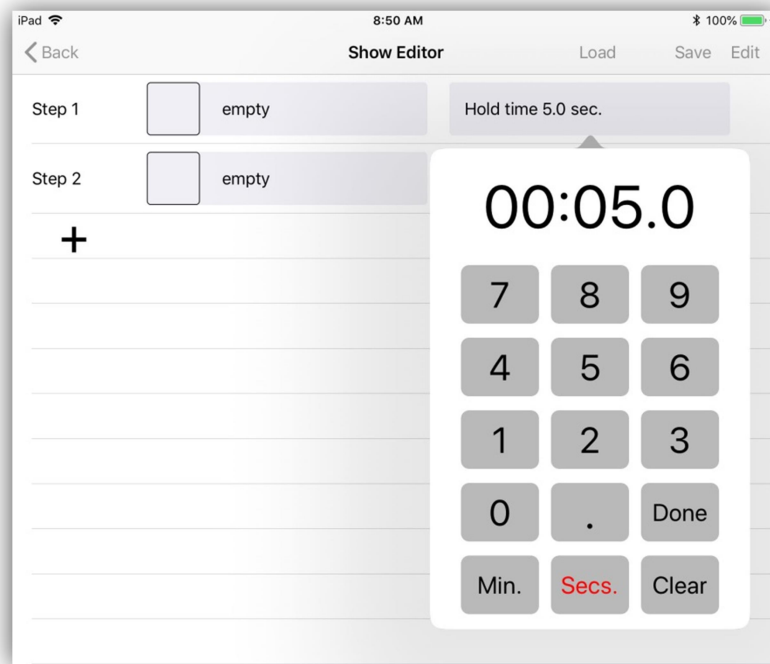 iPad 8:50 AM 100%
Back Show Editor Load Save Edit
Step 1 empty Hold time 5.0 sec.
Step 2 empty
+
00:05.0
7 8 9
4 5 6
1 2 3
0 . Done
Min. Secs. Clear